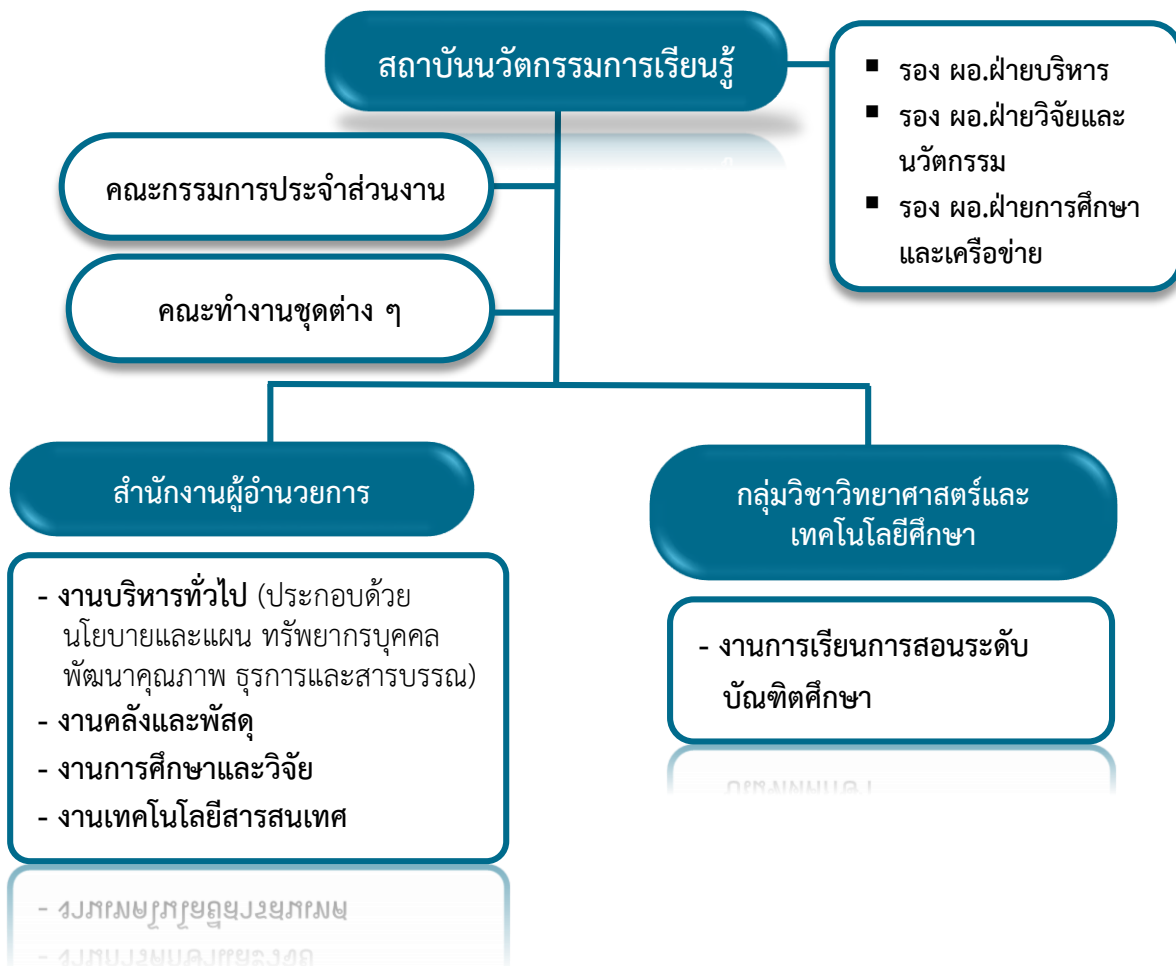 สถาบันนวัตกรรมการเรียนรู้
▪ รอง ผอ.ฝ่ายบริหาร
▪ รอง ผอ.ฝ่ายวิจัยและ
นวัตกรรม
▪ รอง ผอ.ฝ่ายการศึกษา
และเครือข่าย
คณะกรรมการประจำส่วนงาน
คณะทำงานชุดต่าง ๆ
สำนักงานผู้อำนวยการ
- งานบริหารทั่วไป (ประกอบด้วย
นโยบายและแผน ทรัพยากรบุคคล
พัฒนาคุณภาพ ธุรการและสารบรรณ)
- งานคลังและพัสดุ
- งานการศึกษาและวิจัย
- งานเทคโนโลยีสารสนเทศ
กลุ่มวิชาวิทยาศาสตร์และ
เทคโนโลยีศึกษา
- งานการเรียนการสอนระดับ
บัณฑิตศึกษา